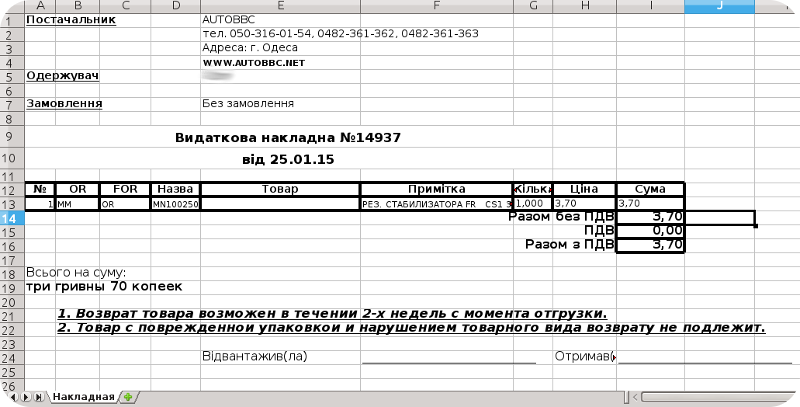 A B C D E F G H I J
1 Постачальник AUTOBBC
2 тел. 050-316-01-54, 0482-361-362, 0482-361-363
3 Адреса: г. Одеса
4 WWW.AUTOBBC.NET
5 Одержувач
6
7 Замовлення Без замовлення
8
9 Видаткова накладна №14937
10 від 25.01.15
11
12 № OR FOR Назва Товар Примітка Кільк Ціна Сума
13 1 MM OR MN100250 РЕЗ. СТАБИЛИЗАТОРА FR CS1 3 1,000 3,70 3,70
14 Разом без ПДВ 3,70
15 ПДВ 0,00
16 Разом з ПДВ 3,70
17
18 Всього на суму:
19 три гривны 70 копеек
20
21 1. Возврат товара возможен в течении 2-х недель с момента отгрузки.
22 2. Товар с поврежденной упаковкой и нарушением товарного вида возврату не подлежит.
23
24 Відвантажив(ла) Отримав(
25
26
Накладная